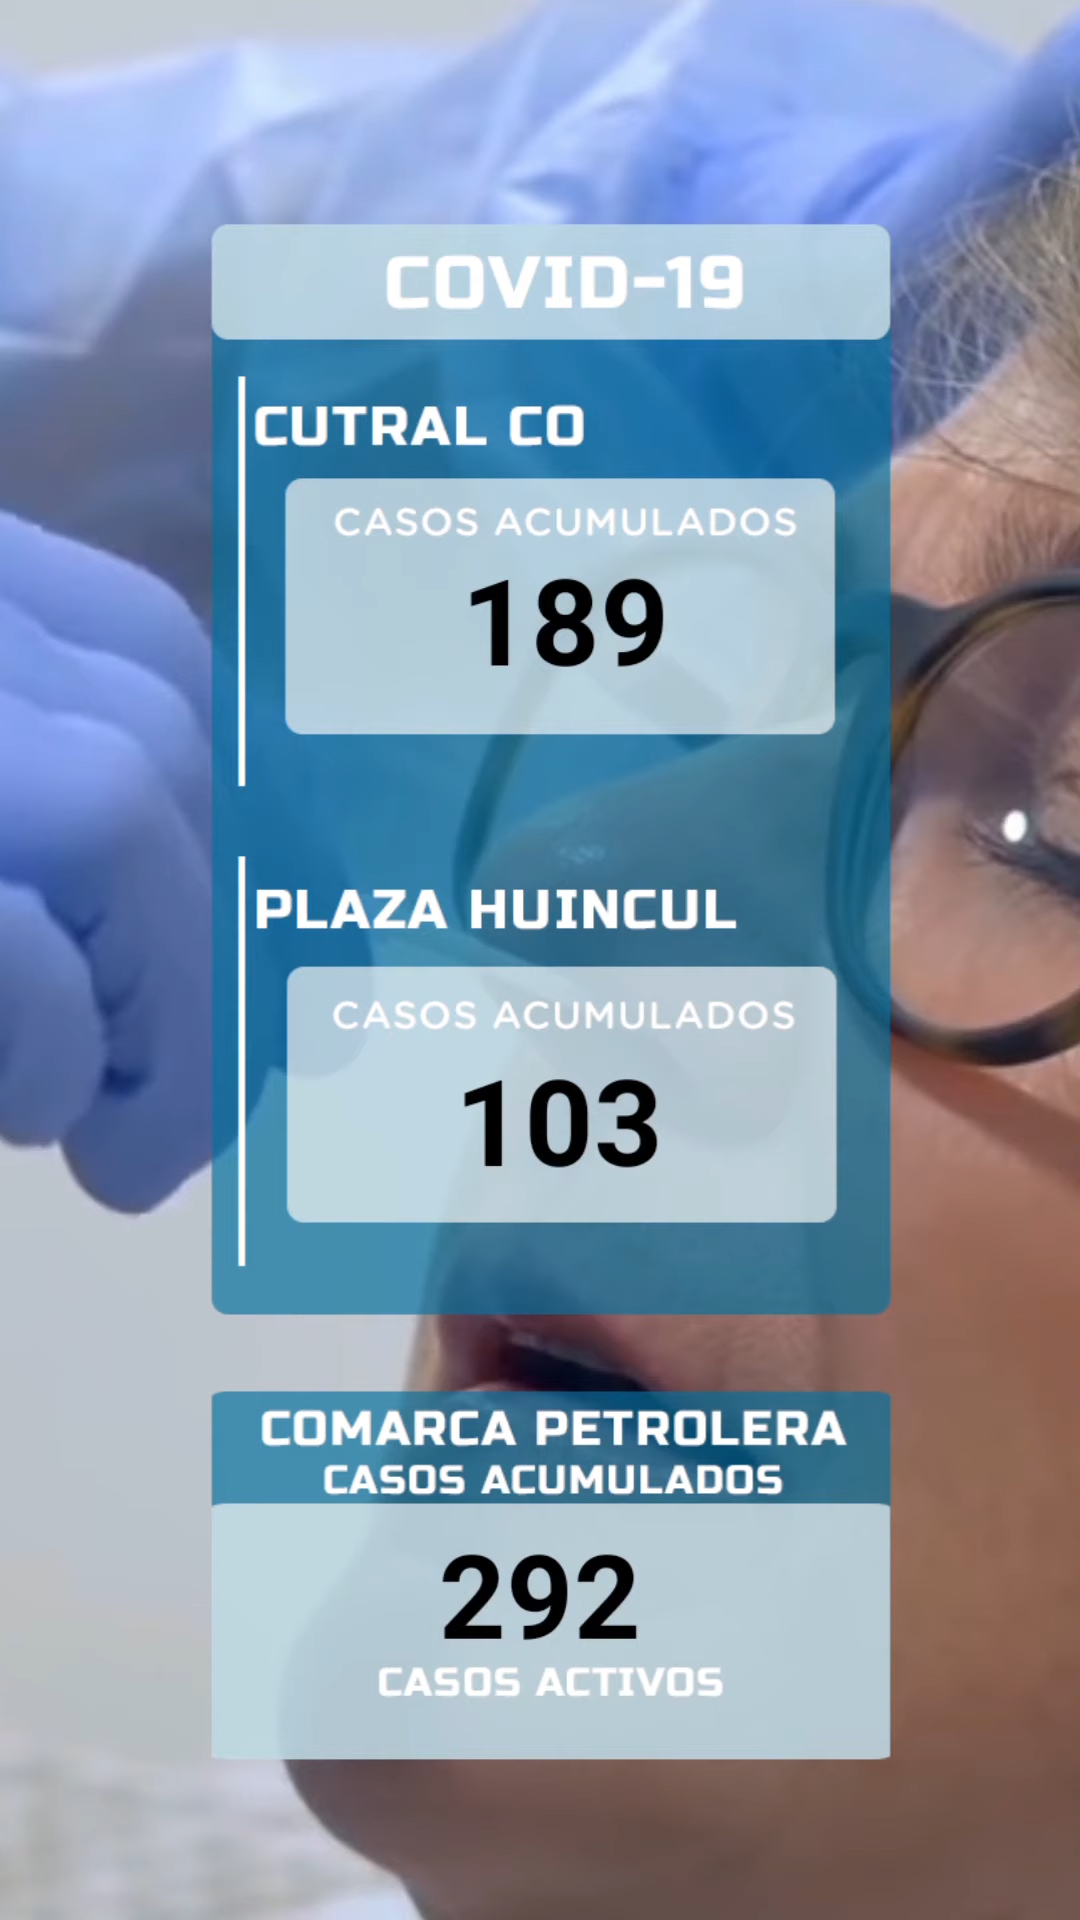 COVID-19
CUTRAL CO
CASOS ACUMULADOS
189
PLAZA HUINCUL
CASOS ACUMULADOS
103
COMARCA PETROLERA
CASOS ACUMULADOS
292
CASOS ACTIVOS